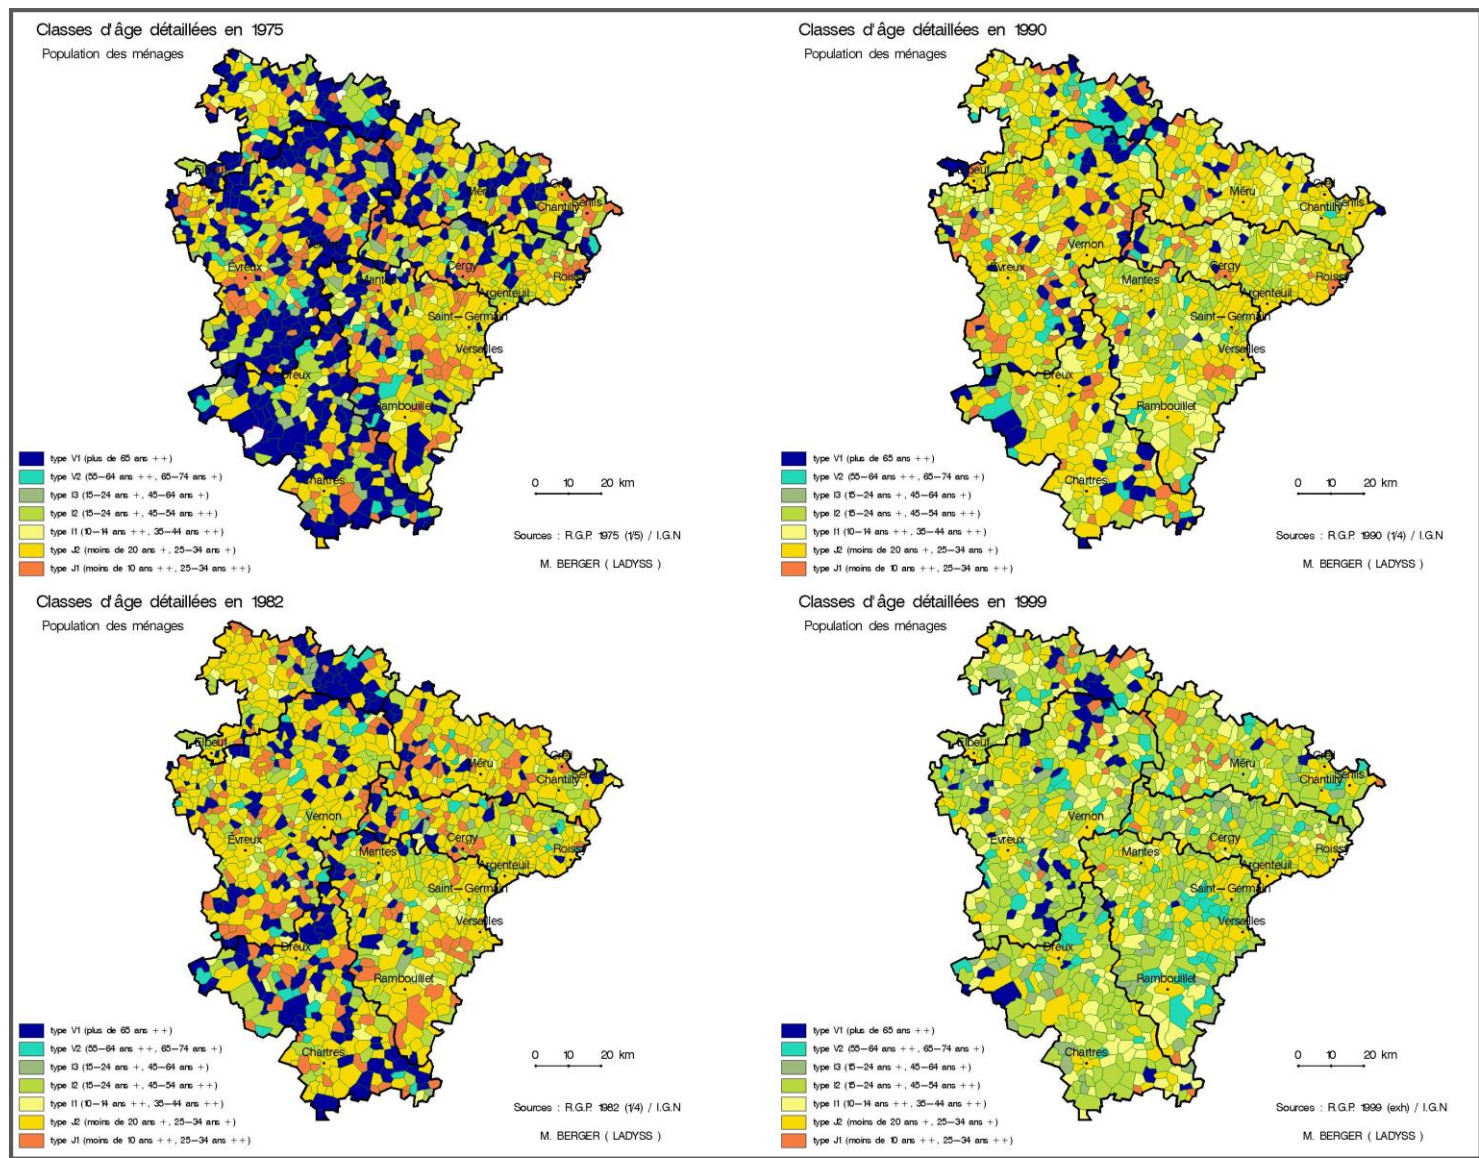 Classes d'âge détaillées en 1975
Population des ménages
Elbeuf
Méru
Creil
Chantilly
Senlis
Vernon
Évreux
Mantes
Cergy
Roissy
Argenteuil
Saint-Germain
Versailles
Dreux
Rambouillet
Chartres
type V1 (plus de 65 ans ++)
type V2 (55-64 ans ++, 65-74 ans +)
type I3 (15-24 ans +, 45-64 ans +)
type I2 (15-24 ans +, 45-54 ans ++)
type I1 (10-14 ans ++, 35-44 ans ++)
type J2 (moins de 20 ans +, 25-34 ans +)
type J1 (moins de 10 ans ++, 25-34 ans ++)
0 10 20 km
Sources : R.G.P. 1975 (1/5) / I.G.N
M. BERGER ( LADYSS )
Classes d'âge détaillées en 1990
Population des ménages
Elbeuf
Méru
Creil
Chantilly
Senlis
Vernon
Évreux
Mantes
Cergy
Roissy
Argenteuil
Saint-Germain
Versailles
Dreux
Rambouillet
Chartres
type V1 (plus de 65 ans ++)
type V2 (55-64 ans ++, 65-74 ans +)
type I3 (15-24 ans +, 45-64 ans +)
type I2 (15-24 ans +, 45-54 ans ++)
type I1 (10-14 ans ++, 35-44 ans ++)
type J2 (moins de 20 ans +, 25-34 ans +)
type J1 (moins de 10 ans ++, 25-34 ans ++)
0 10 20 km
Sources : R.G.P. 1990 (1/4) / I.G.N
M. BERGER ( LADYSS )
Classes d'âge détaillées en 1982
Population des ménages
Elbeuf
Méru
Creil
Chantilly
Senlis
Vernon
Évreux
Mantes
Cergy
Roissy
Argenteuil
Saint-Germain
Versailles
Dreux
Rambouillet
Chartres
type V1 (plus de 65 ans ++)
type V2 (55-64 ans ++, 65-74 ans +)
type I3 (15-24 ans +, 45-64 ans +)
type I2 (15-24 ans +, 45-54 ans ++)
type I1 (10-14 ans ++, 35-44 ans ++)
type J2 (moins de 20 ans +, 25-34 ans +)
type J1 (moins de 10 ans ++, 25-34 ans ++)
0 10 20 km
Sources : R.G.P. 1982 (1/4) / I.G.N
M. BERGER ( LADYSS )
Classes d'âge détaillées en 1999
Population des ménages
Elbeuf
Méru
Creil
Chantilly
Senlis
Vernon
Évreux
Mantes
Cergy
Roissy
Argenteuil
Saint-Germain
Versailles
Dreux
Rambouillet
Chartres
type V1 (plus de 65 ans ++)
type V2 (55-64 ans ++, 65-74 ans +)
type I3 (15-24 ans +, 45-64 ans +)
type I2 (15-24 ans +, 45-54 ans ++)
type I1 (10-14 ans ++, 35-44 ans ++)
type J2 (moins de 20 ans +, 25-34 ans +)
type J1 (moins de 10 ans ++, 25-34 ans ++)
0 10 20 km
Sources : R.G.P. 1999 (exh) / I.G.N
M. BERGER ( LADYSS )